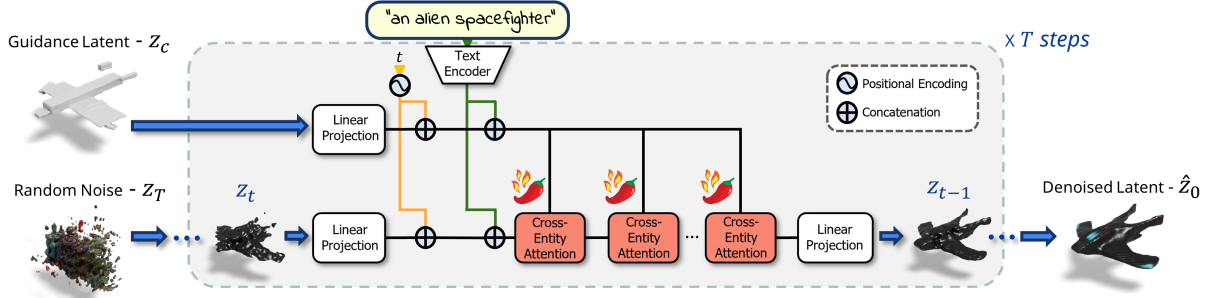 "an alien spacefighter"
Guidance Latent - z_c
x T steps
t
Text
Encoder
Positional Encoding
Concatenation
Linear
Projection
Random Noise - z_T
z_t
z_{t-1}
Denoised Latent - ẑ_0
Linear
Projection
Cross-
Entity
Attention
Cross-
Entity
Attention
...
Cross-
Entity
Attention
Linear
Projection